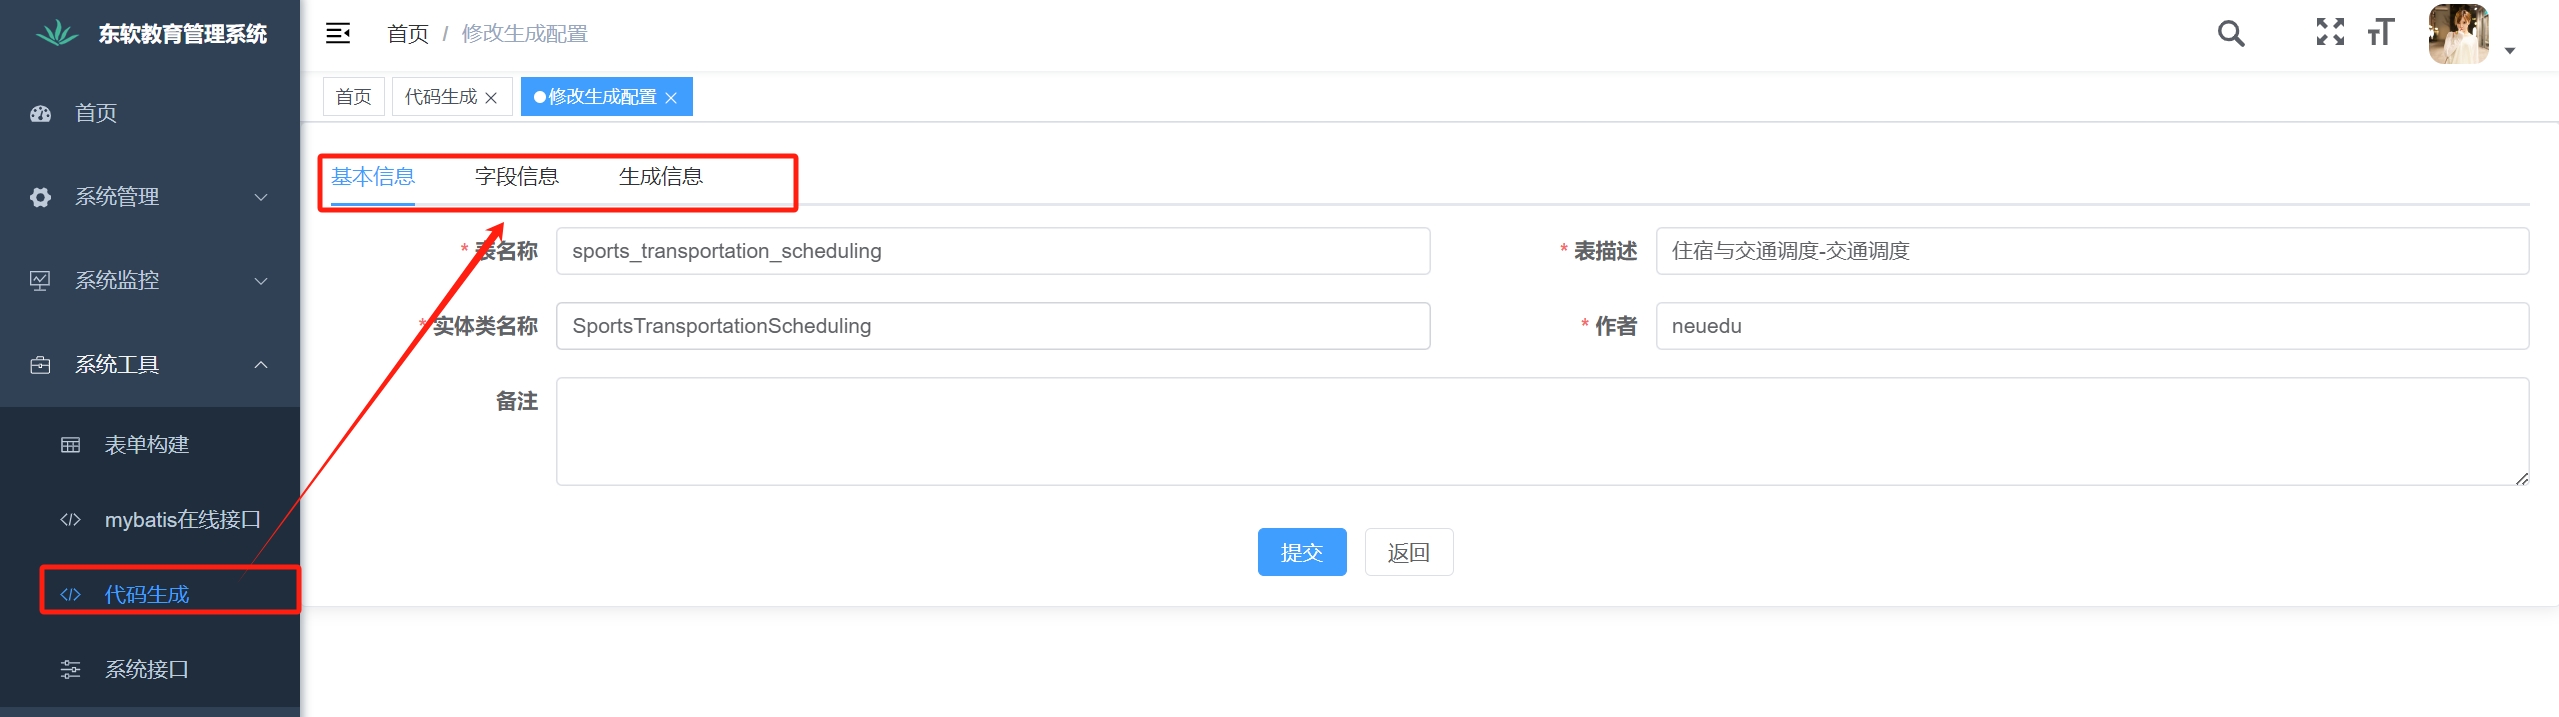 东软教育管理系统
首页 / 修改生成配置
首页
代码生成
修改生成配置
首页
系统管理
系统监控
系统工具
表单构建
mybatis在线接口
代码生成
系统接口
基本信息 字段信息 生成信息
* 表名称 sports_transportation_scheduling
* 表描述 住宿与交通调度-交通调度
* 实体类名称 SportsTransportationScheduling
* 作者 neuedu
备注
提交 返回